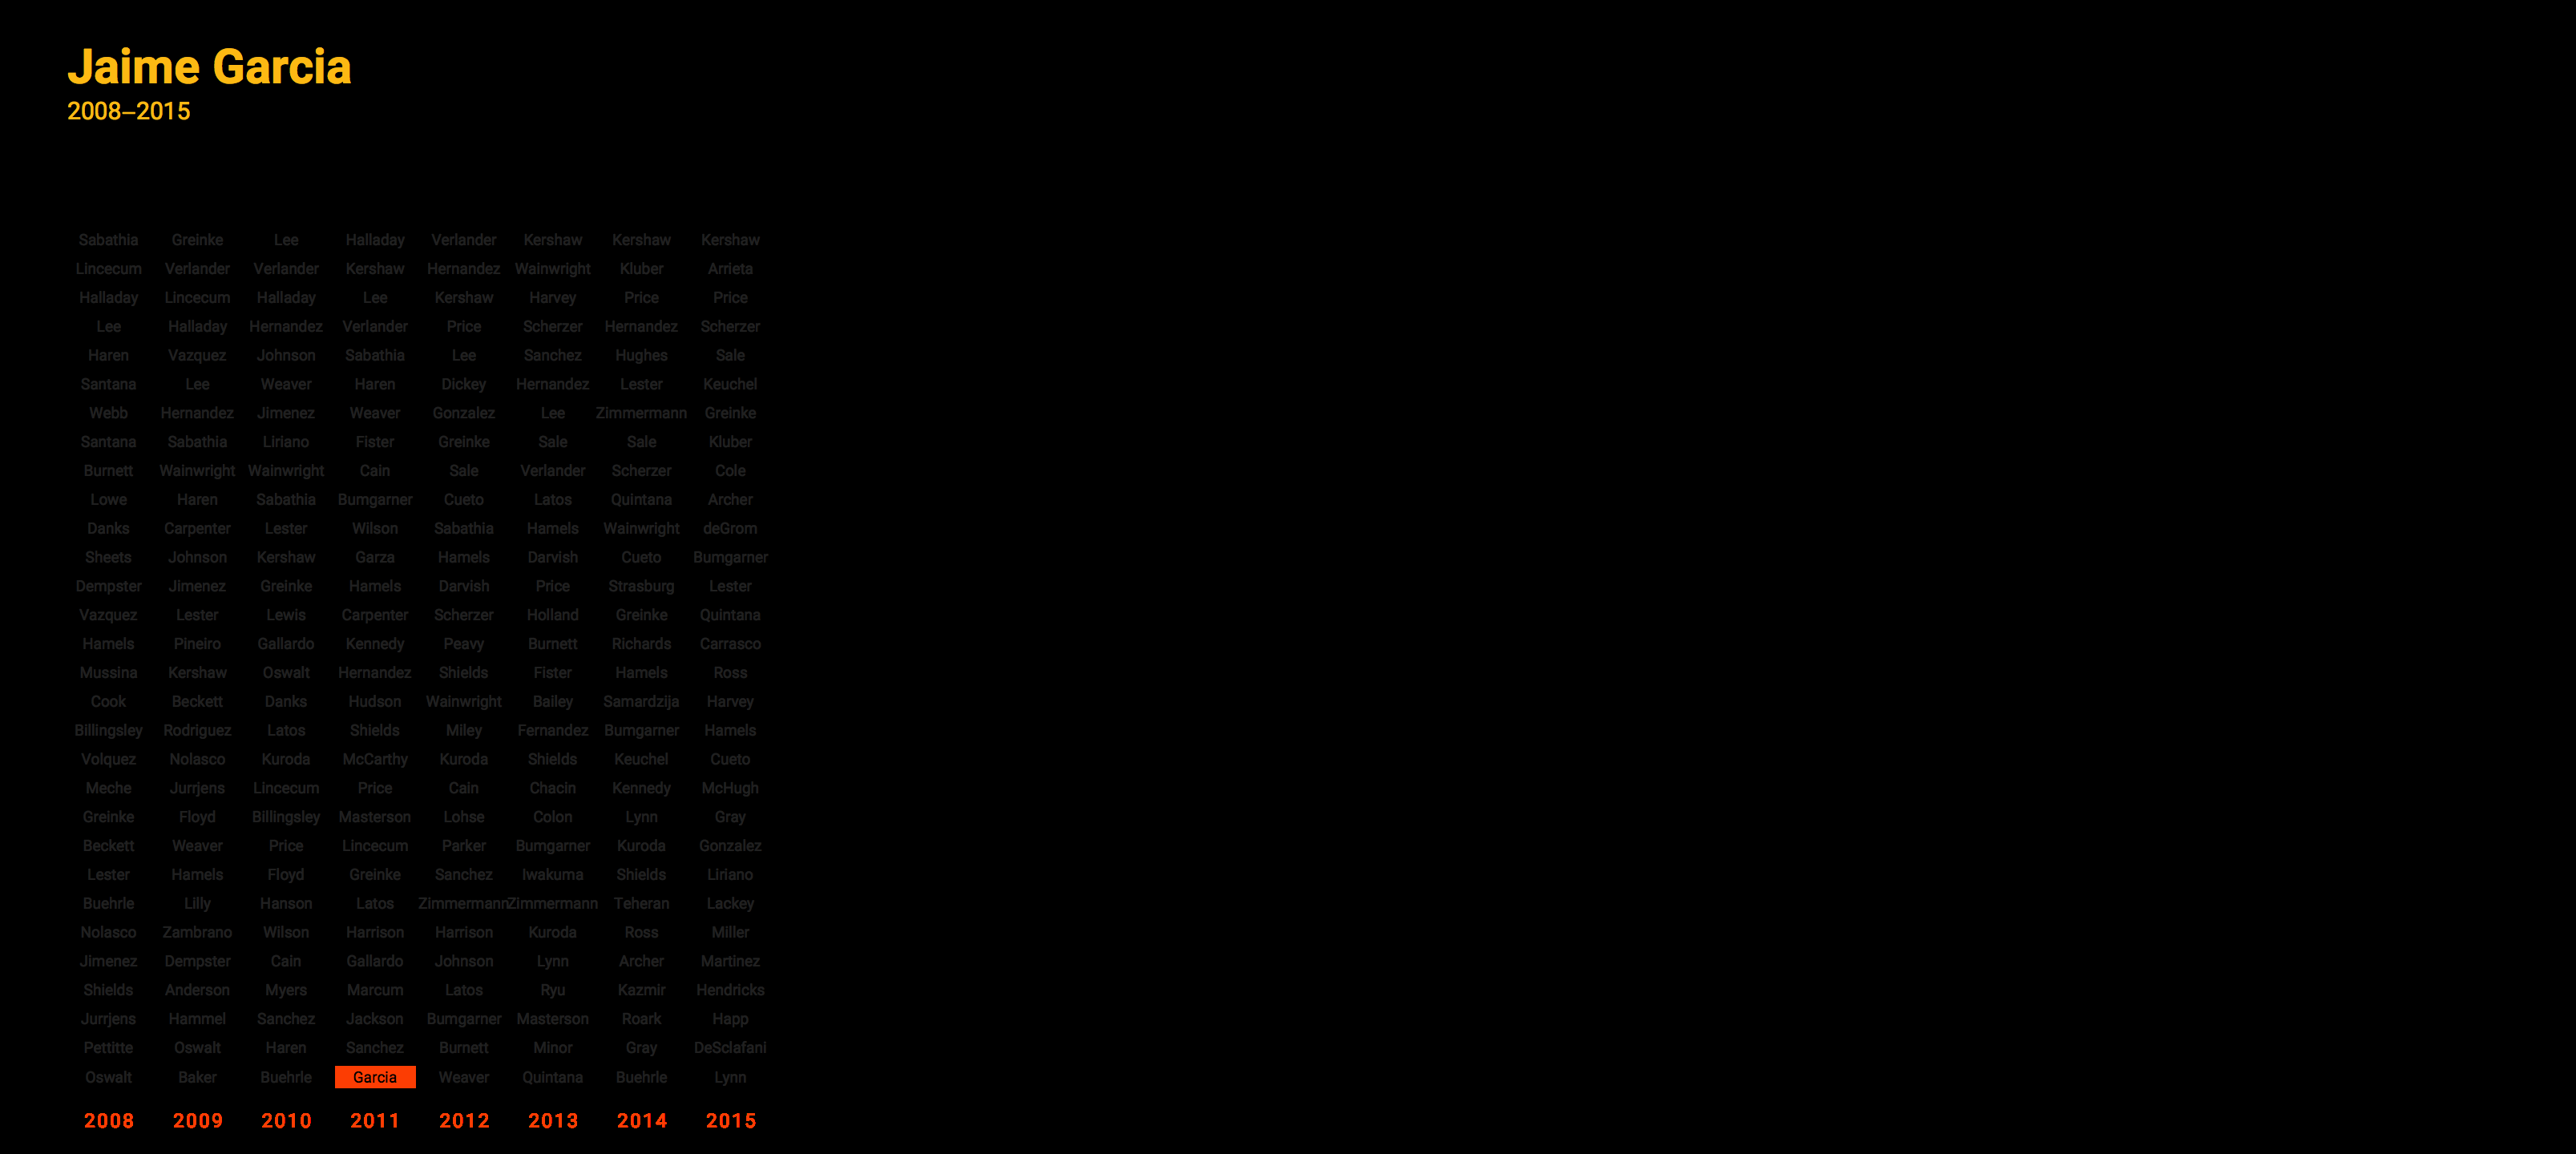 Jaime Garcia
2008–2015
Sabathia Greinke Lee Halladay Verlander Kershaw Kershaw Kershaw
Lincecum Verlander Verlander Kershaw Hernandez Wainwright Kluber Arrieta
Halladay Lincecum Halladay Lee Kershaw Harvey Price Price
Lee Halladay Hernandez Verlander Price Scherzer Hernandez Scherzer
Haren Vazquez Johnson Sabathia Lee Sanchez Hughes Sale
Santana Lee Weaver Haren Dickey Hernandez Lester Keuchel
Webb Hernandez Jimenez Weaver Gonzalez Lee Zimmermann Greinke
Santana Sabathia Liriano Fister Greinke Sale Sale Kluber
Burnett Wainwright Wainwright Cain Sale Verlander Scherzer Cole
Lowe Haren Sabathia Bumgarner Cueto Latos Quintana Archer
Danks Carpenter Lester Wilson Sabathia Hamels Wainwright deGrom
Sheets Johnson Kershaw Garza Hamels Darvish Cueto Bumgarner
Dempster Jimenez Greinke Hamels Darvish Price Strasburg Lester
Vazquez Lester Lewis Carpenter Scherzer Holland Greinke Quintana
Hamels Pineiro Gallardo Kennedy Peavy Burnett Richards Carrasco
Mussina Kershaw Oswalt Hernandez Shields Fister Hamels Ross
Cook Beckett Danks Hudson Wainwright Bailey Samardzija Harvey
Billingsley Rodriguez Latos Shields Miley Fernandez Bumgarner Hamels
Volquez Nolasco Kuroda McCarthy Kuroda Shields Keuchel Cueto
Meche Jurrjens Lincecum Price Cain Chacin Kennedy McHugh
Greinke Floyd Billingsley Masterson Lohse Colon Lynn Gray
Beckett Weaver Price Lincecum Parker Bumgarner Kuroda Gonzalez
Lester Hamels Floyd Greinke Sanchez Iwakuma Shields Liriano
Buehrle Lilly Hanson Latos Zimmermann Zimmermann Teheran Lackey
Nolasco Zambrano Wilson Harrison Harrison Kuroda Ross Miller
Jimenez Dempster Cain Gallardo Johnson Lynn Archer Martinez
Shields Anderson Myers Marcum Latos Ryu Kazmir Hendricks
Jurrjens Hammel Sanchez Jackson Bumgarner Masterson Roark Happ
Pettitte Oswalt Haren Sanchez Burnett Minor Gray DeSclafani
Oswalt Baker Buehrle Garcia Weaver Quintana Buehrle Lynn
2008 2009 2010 2011 2012 2013 2014 2015